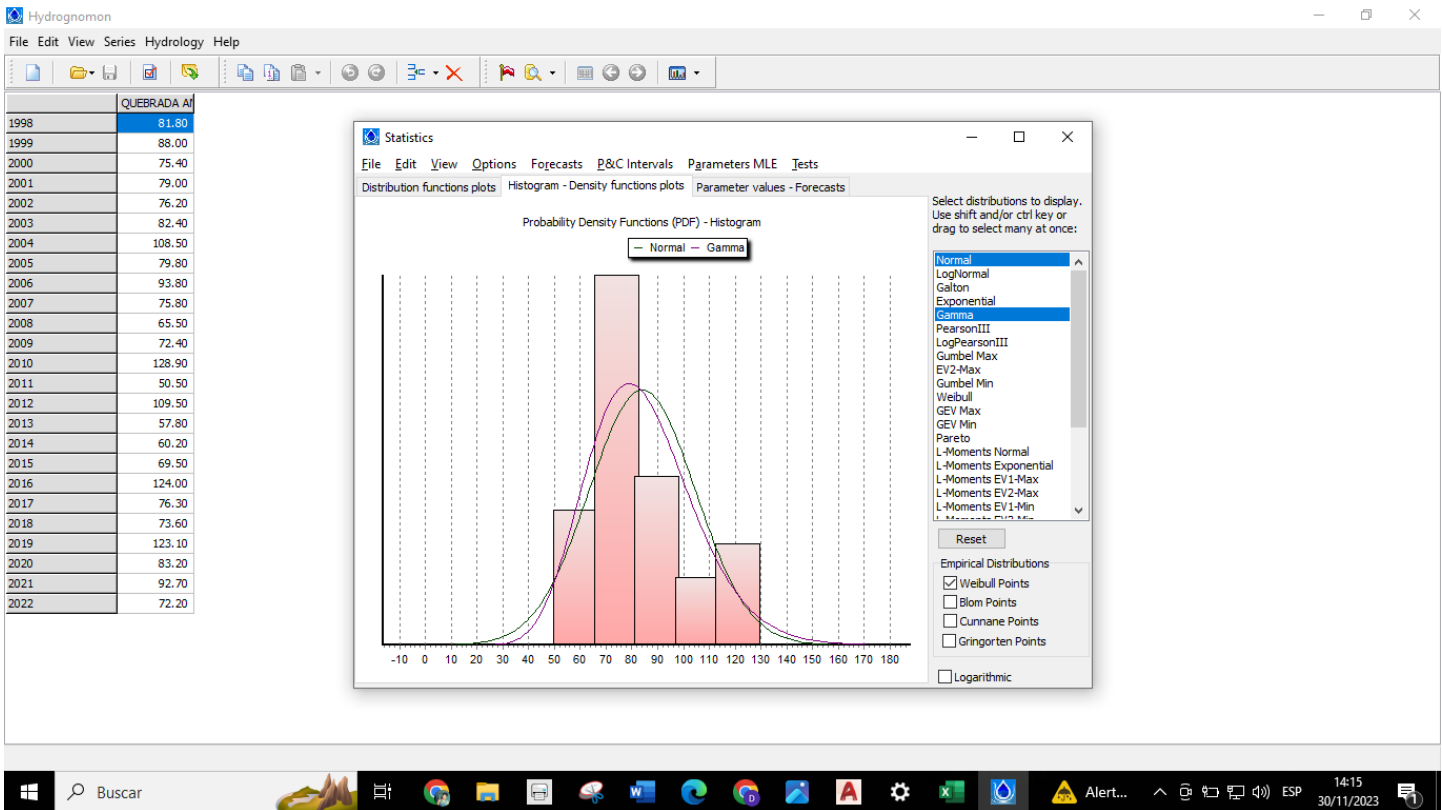 Hydrognomon
File Edit View Series Hydrology Help
QUEBRADA AN
1998 81.80
1999 88.00
2000 75.40
2001 79.00
2002 76.20
2003 82.40
2004 108.50
2005 79.80
2006 93.80
2007 75.80
2008 65.50
2009 72.40
2010 128.90
2011 50.50
2012 109.50
2013 57.80
2014 60.20
2015 69.50
2016 124.00
2017 76.30
2018 73.60
2019 123.10
2020 83.20
2021 92.70
2022 72.20
Statistics
File Edit View Options Forecasts P&C Intervals Parameters MLE Tests
Distribution functions plots Histogram - Density functions plots Parameter values - Forecasts
Probability Density Functions (PDF) - Histogram
Normal Gamma
-10 0 10 20 30 40 50 60 70 80 90 100 110 120 130 140 150 160 170 180
Select distributions to display.
Use shift and/or ctrl key or
drag to select many at once:
Normal
LogNormal
Galton
Exponential
Gamma
PearsonIII
LogPearsonIII
Gumbel Max
EV2-Max
Gumbel Min
Weibull
GEV Max
GEV Min
Pareto
L-Moments Normal
L-Moments Exponential
L-Moments EV1-Max
L-Moments EV2-Max
L-Moments EV1-Min
Reset
Empirical Distributions
Weibull Points
Blom Points
Cunnane Points
Gringorten Points
Logarithmic
Buscar
Alert...
ESP
14:15
30/11/2023